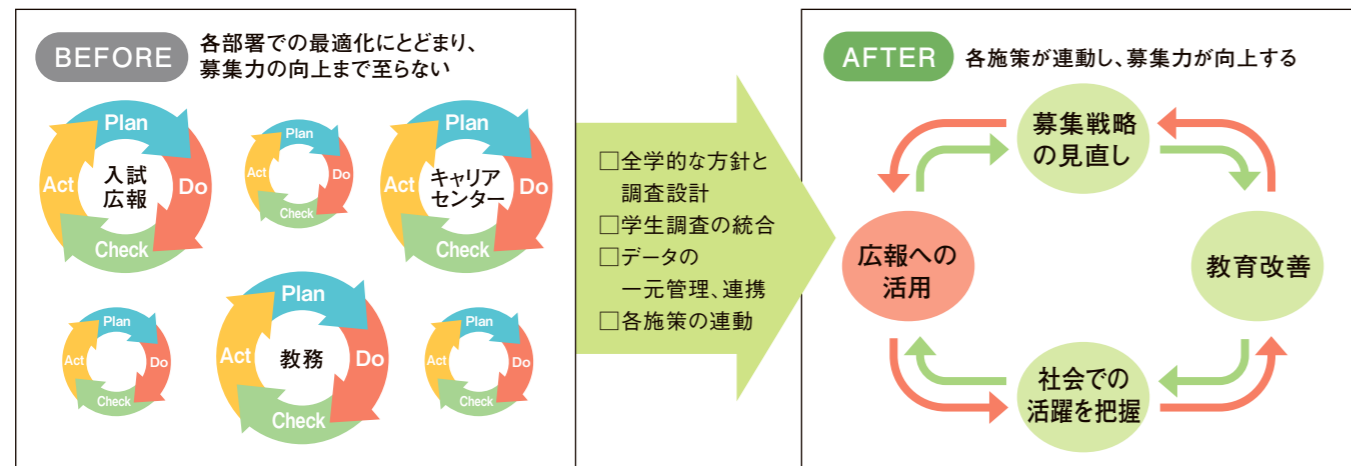 BEFORE
各部署での最適化にとどまり、
募集力の向上まで至らない
Plan
Do
Check
Act
入試
広報
Plan
Do
Check
Act
Plan
Do
Check
Act
キャリア
センター
Plan
Do
Check
Act
Plan
Do
Check
Act
教務
Plan
Do
Check
Act
□全学的な方針と
調査設計
□学生調査の統合
□データの
一元管理、連携
□各施策の連動
AFTER
各施策が連動し、募集力が向上する
募集戦略
の見直し
広報への
活用
教育改善
社会での
活躍を把握